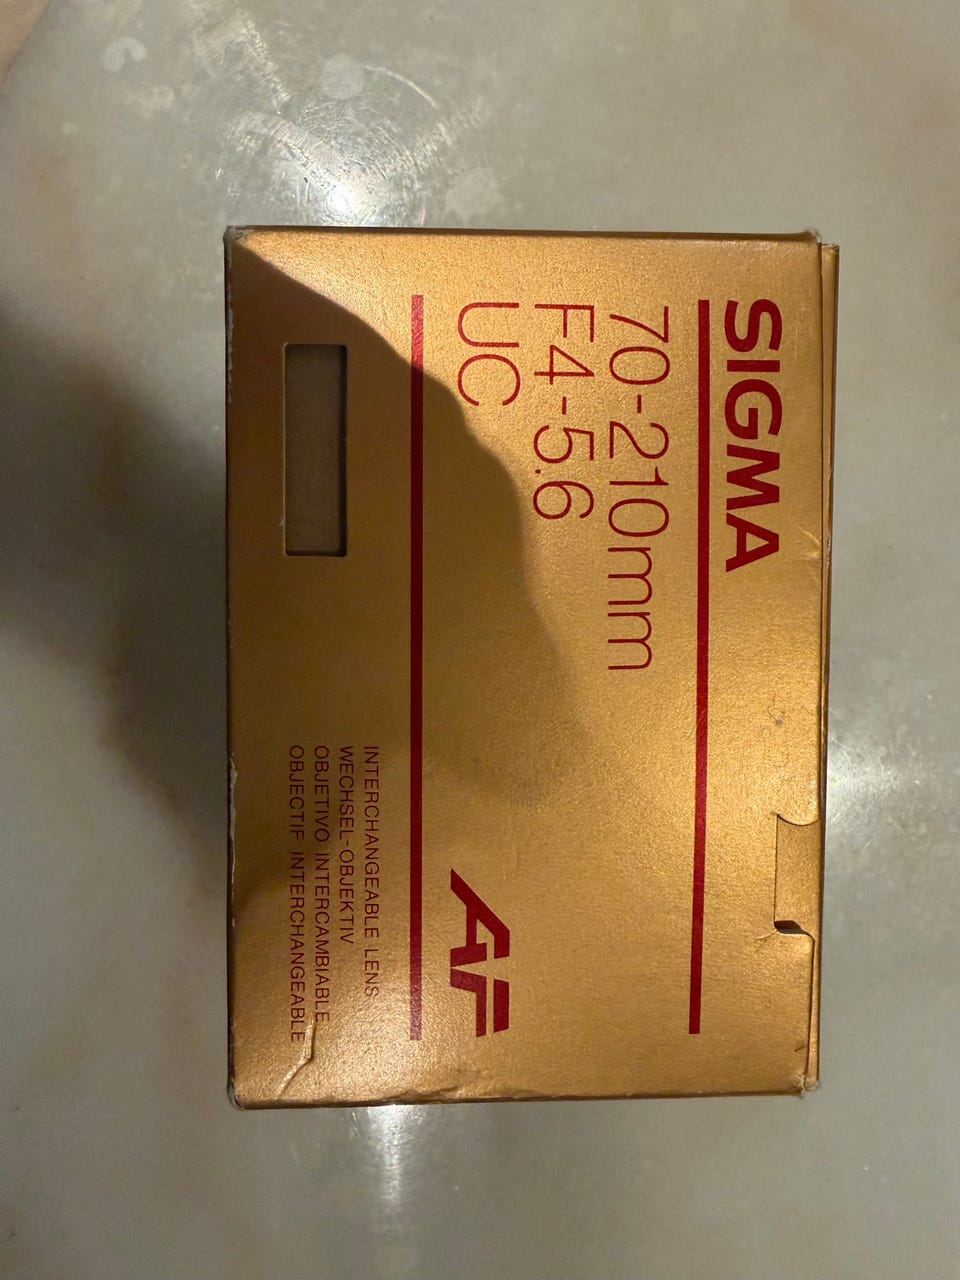 SIGMA
70-210mm
F4-5.6
UC
AF
INTERCHANGEABLE LENS
WECHSEL-OBJEKTIV
OBJETIVO INTERCAMBIABLE
OBJECTIF INTERCHANGEABLE